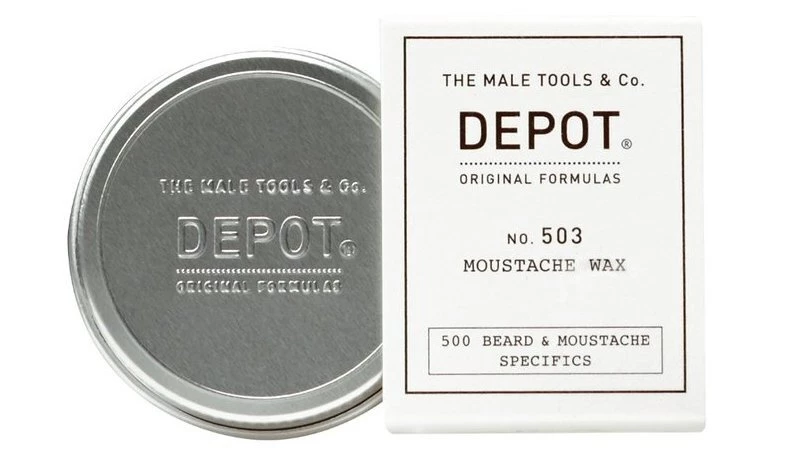 THE MALE TOOLS & Co.
DEPOT®
ORIGINAL FORMULAS
THE MALE TOOLS & Co.
DEPOT®
ORIGINAL FORMULAS
NO. 503
MOUSTACHE WAX
500 BEARD & MOUSTACHE
SPECIFICS